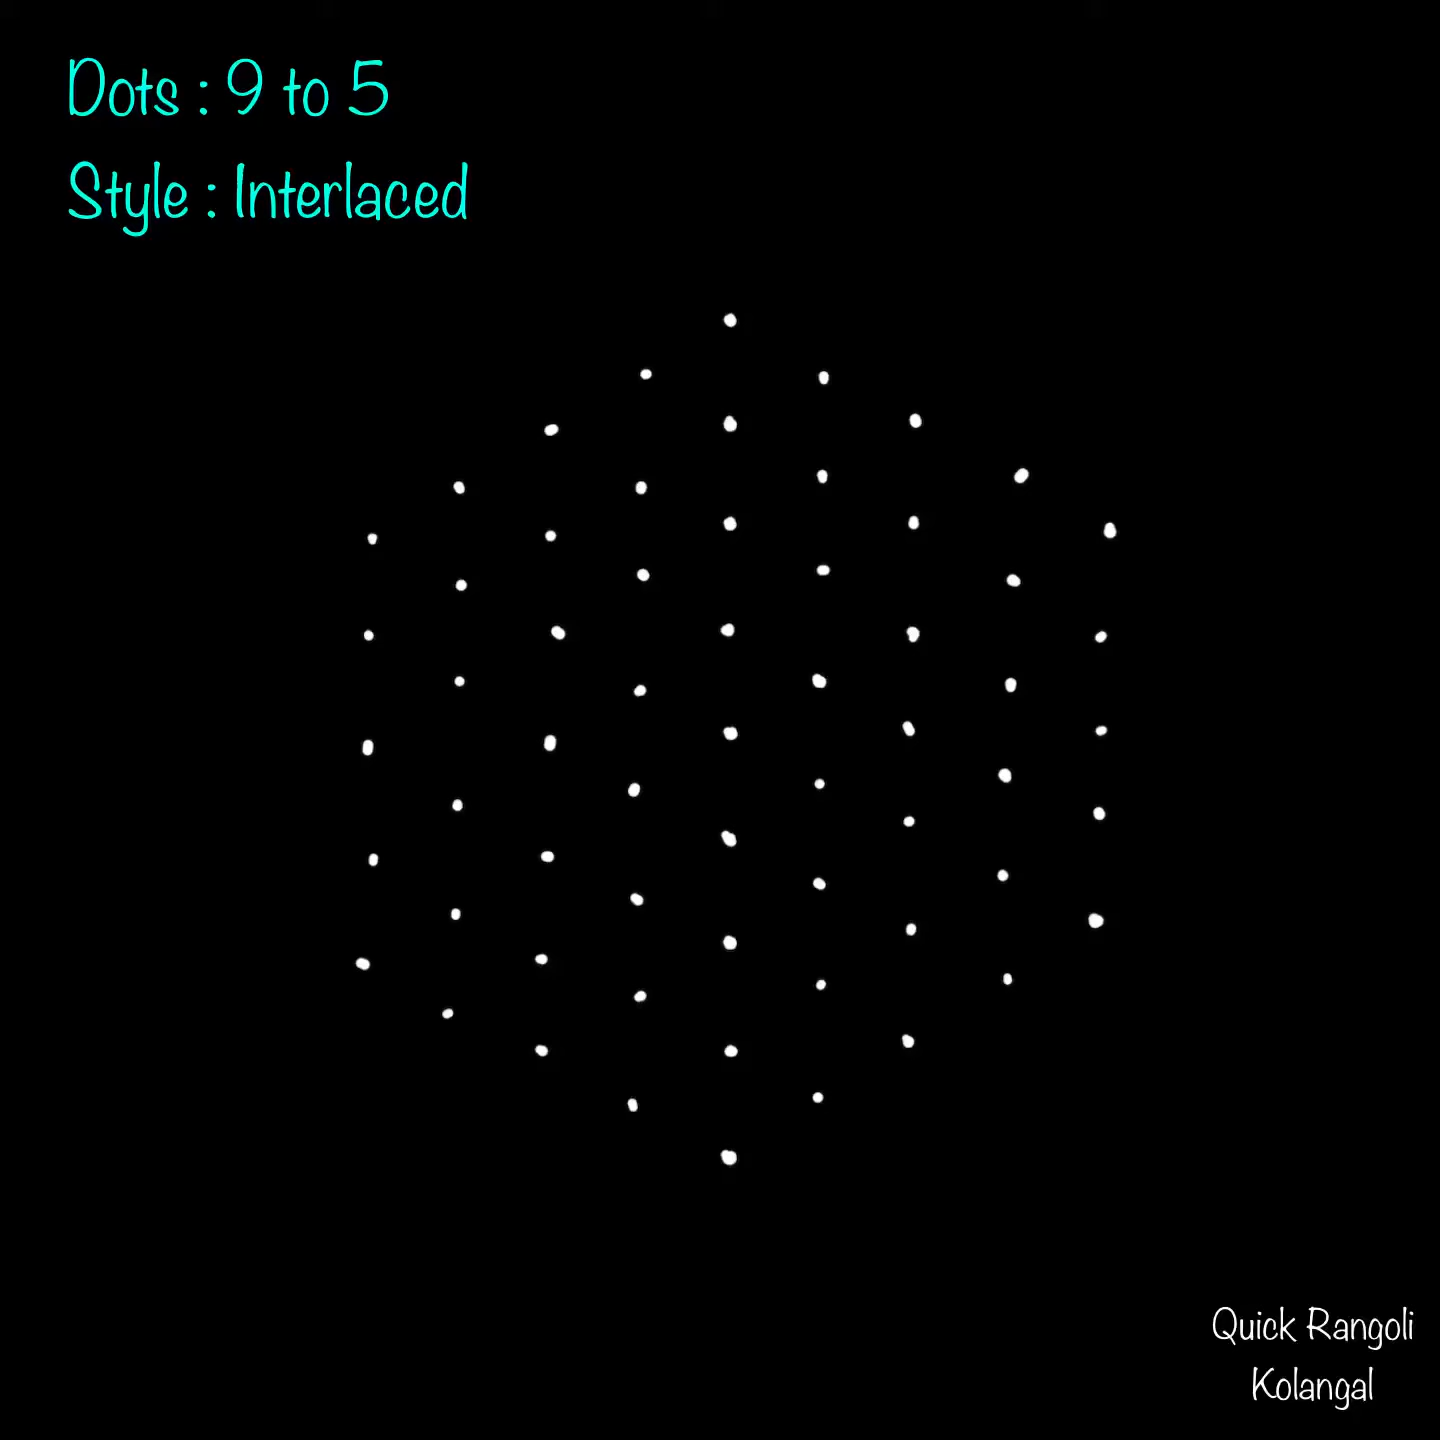 Dots : 9 to 5
Style : Interlaced
Quick Rangoli
Kolangal